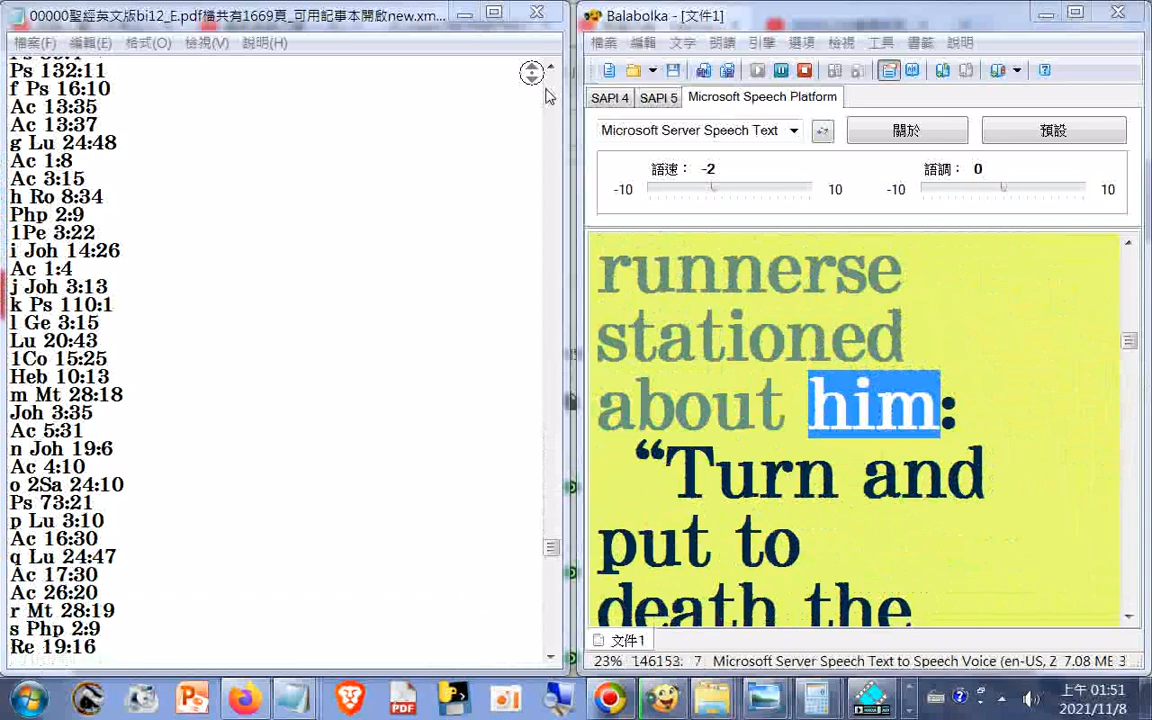 00000聖經英文版bi12_E.pdf檔共有1669頁_可用記事本開啟new.xm...
檔案(F) 編輯(E) 格式(O) 檢視(V) 說明(H)
Ps 132:11
f Ps 16:10
Ac 13:35
Ac 13:37
g Lu 24:48
Ac 1:8
Ac 3:15
h Ro 8:34
Php 2:9
1Pe 3:22
i Joh 14:26
Ac 1:4
j Joh 3:13
k Ps 110:1
l Ge 3:15
Lu 20:43
1Co 15:25
Heb 10:13
m Mt 28:18
Joh 3:35
Ac 5:31
n Joh 19:6
Ac 4:10
o 2Sa 24:10
Ps 73:21
p Lu 3:10
Ac 16:30
q Lu 24:47
Ac 17:30
Ac 26:20
r Mt 28:19
s Php 2:9
Re 19:16
Balabolka - [文件1]
檔案 編輯 文字 朗讀 引擎 選項 檢視 工具 書籤 說明
SAPI 4 SAPI 5 Microsoft Speech Platform
Microsoft Server Speech Text 關於 預設
語速： -2 語調： 0
-10 10 -10 10
runnerse
stationed
about him:
“Turn and
put to
death the
文件1
23% 146153: 7 Microsoft Server Speech Text to Speech Voice (en-US, Z 7.08 ME 3
PDF
上午 01:51
2021/11/8